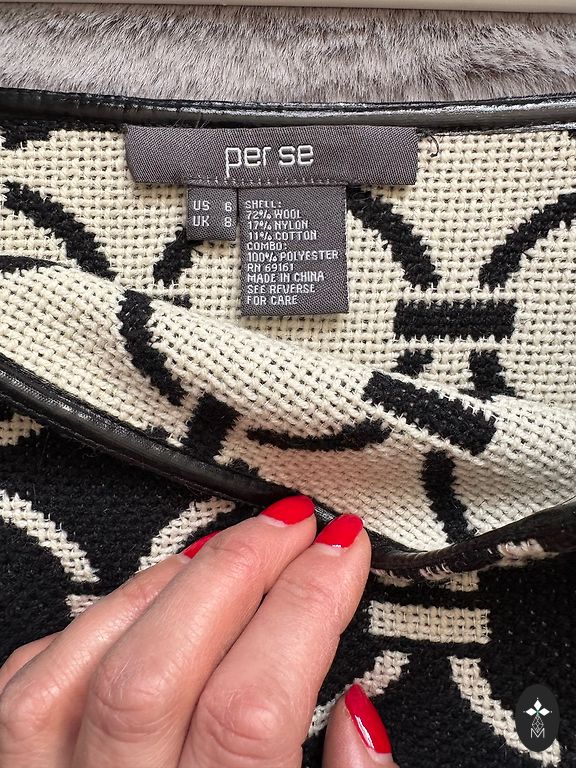 per se
US 6
UK 8
SHELL:
72% WOOL
17% NYLON
11% COTTON
COMBO:
100% POLYESTER
RN 69161
MADE IN CHINA
SEE REVERSE
FOR CARE
M